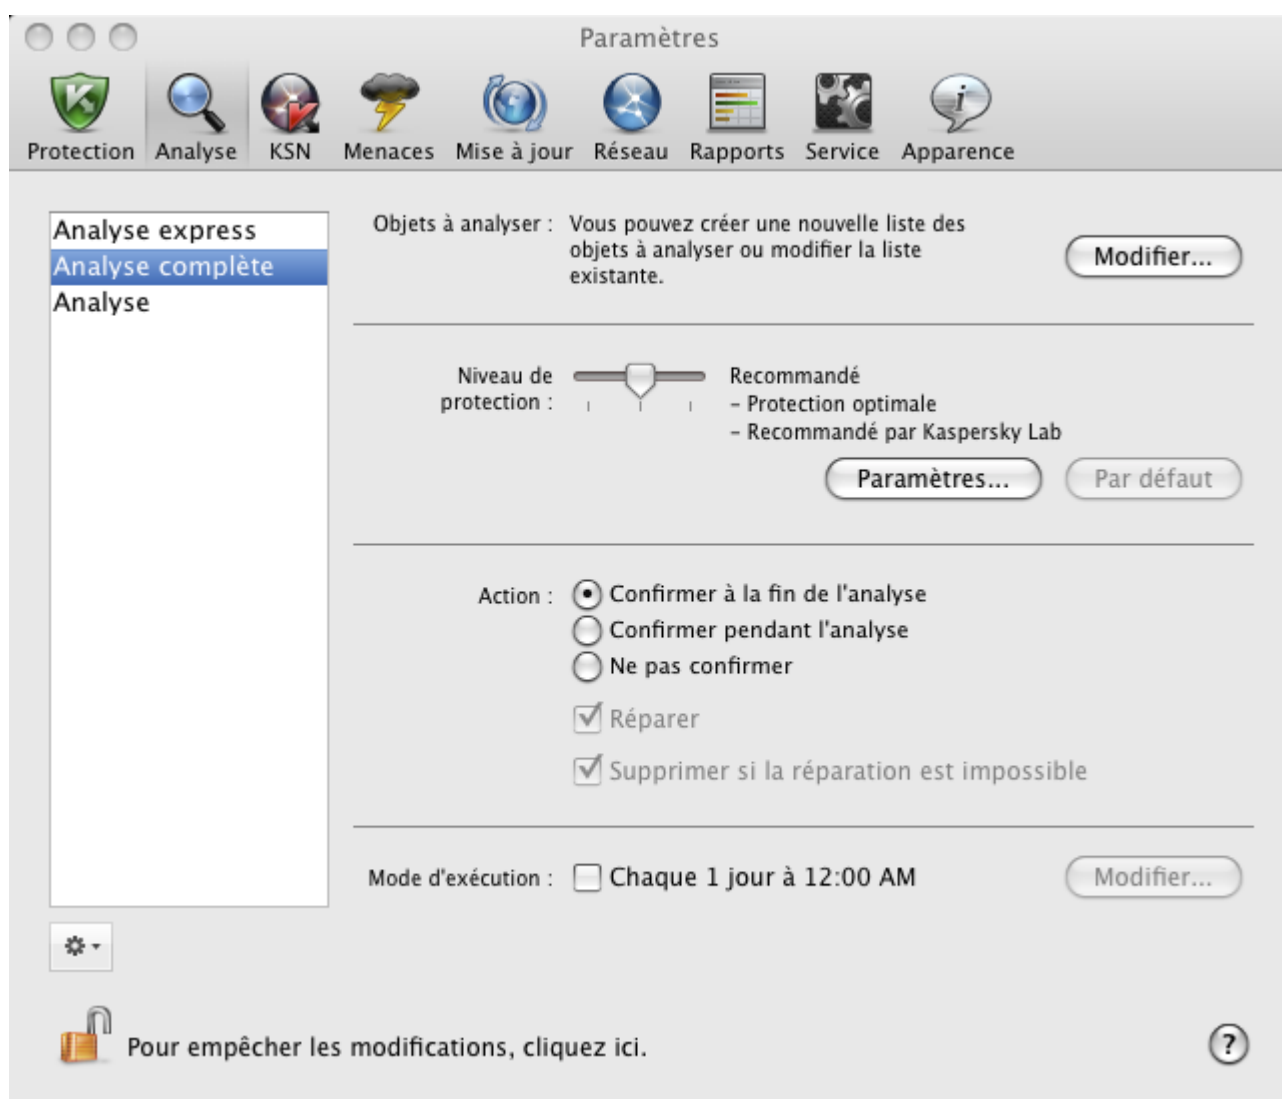 Paramètres
Protection Analyse KSN Menaces Mise à jour Réseau Rapports Service Apparence
Analyse express
Analyse complète
Analyse
Objets à analyser : Vous pouvez créer une nouvelle liste des
objets à analyser ou modifier la liste
existante.
Modifier...
Niveau de
protection :
Recommandé
– Protection optimale
– Recommandé par Kaspersky Lab
Paramètres... Par défaut
Action : Confirmer à la fin de l'analyse
Confirmer pendant l'analyse
Ne pas confirmer
Réparer
Supprimer si la réparation est impossible
Mode d'exécution : Chaque 1 jour à 12:00 AM Modifier...
Pour empêcher les modifications, cliquez ici. ?